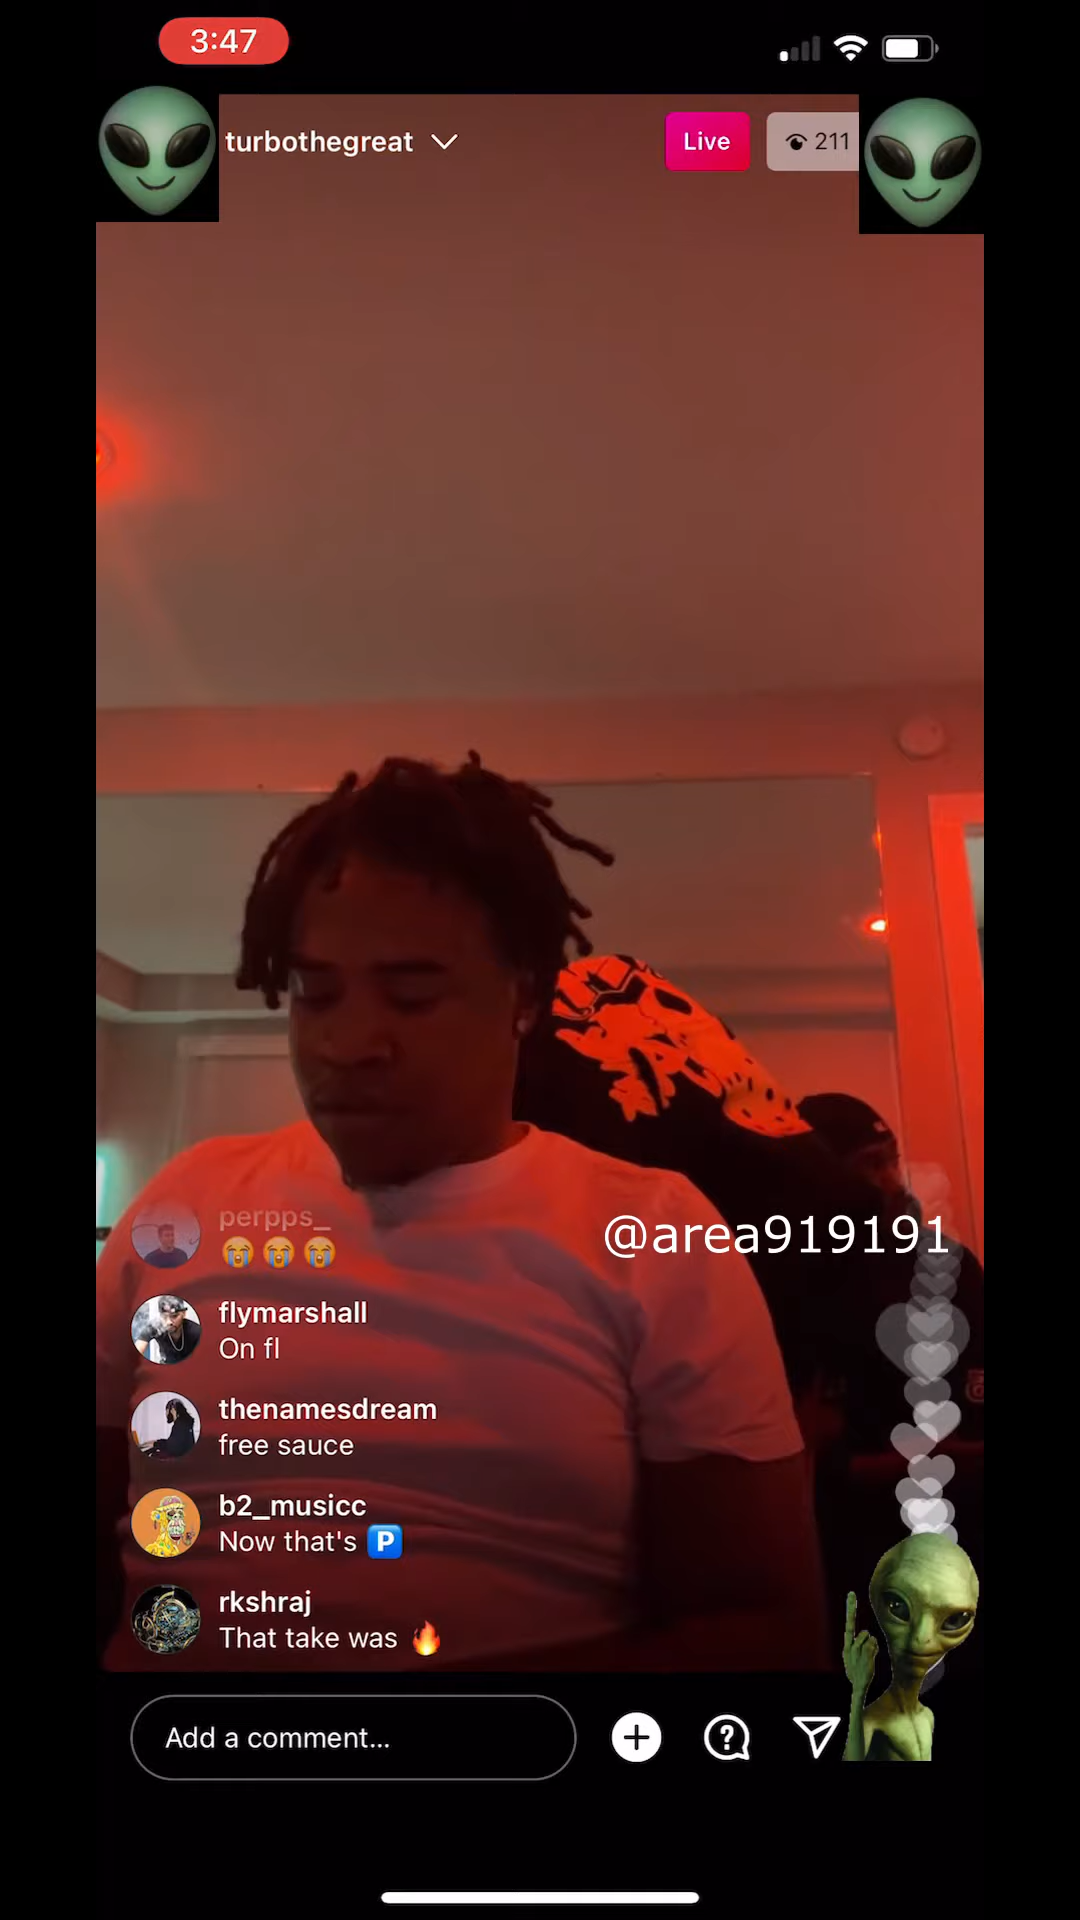 3:47
turbothegreat
Live
211
perpps_
😭😭😭
@area919191
flymarshall
On fl
thenamesdream
free sauce
b2_musicc
Now that's 🅿️
rkshraj
That take was 🔥
Add a comment...